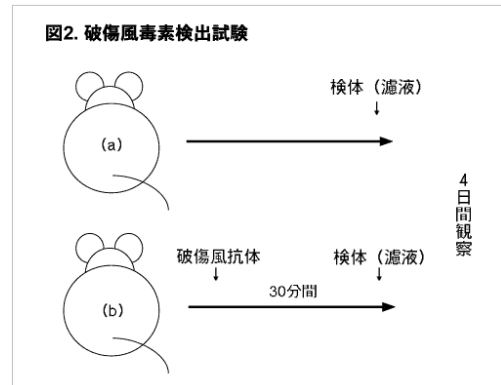 図2. 破傷風毒素検出試験
検体（濾液）
↓
(a)
4日間観察
破傷風抗体
↓
検体（濾液）
↓
30分間
(b)